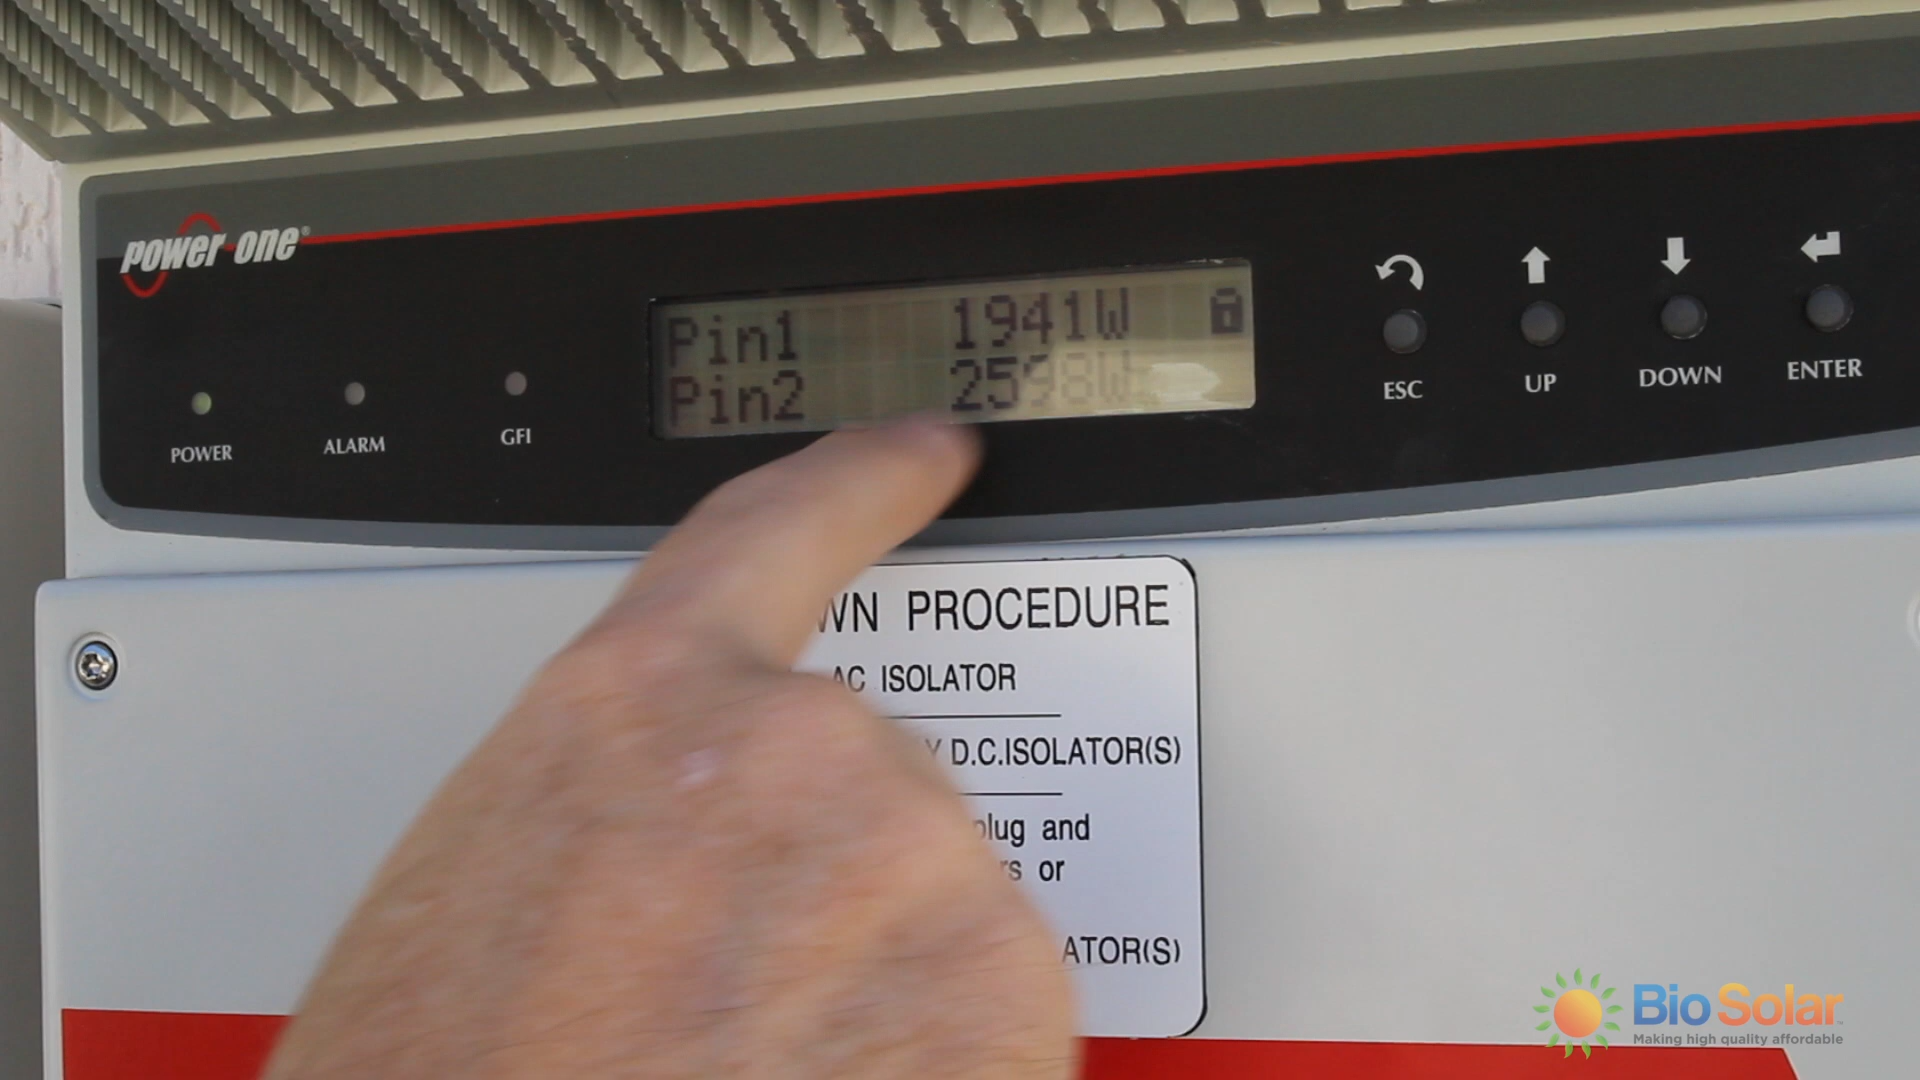 power-one®
Pin1 1941W
Pin2 2598W
POWER
ALARM
GFI
ESC
UP
DOWN
ENTER
WN PROCEDURE
AC ISOLATOR
Y D.C.ISOLATOR(S)
plug and
rs or
ATOR(S)
Bio Solar
Making high quality affordable